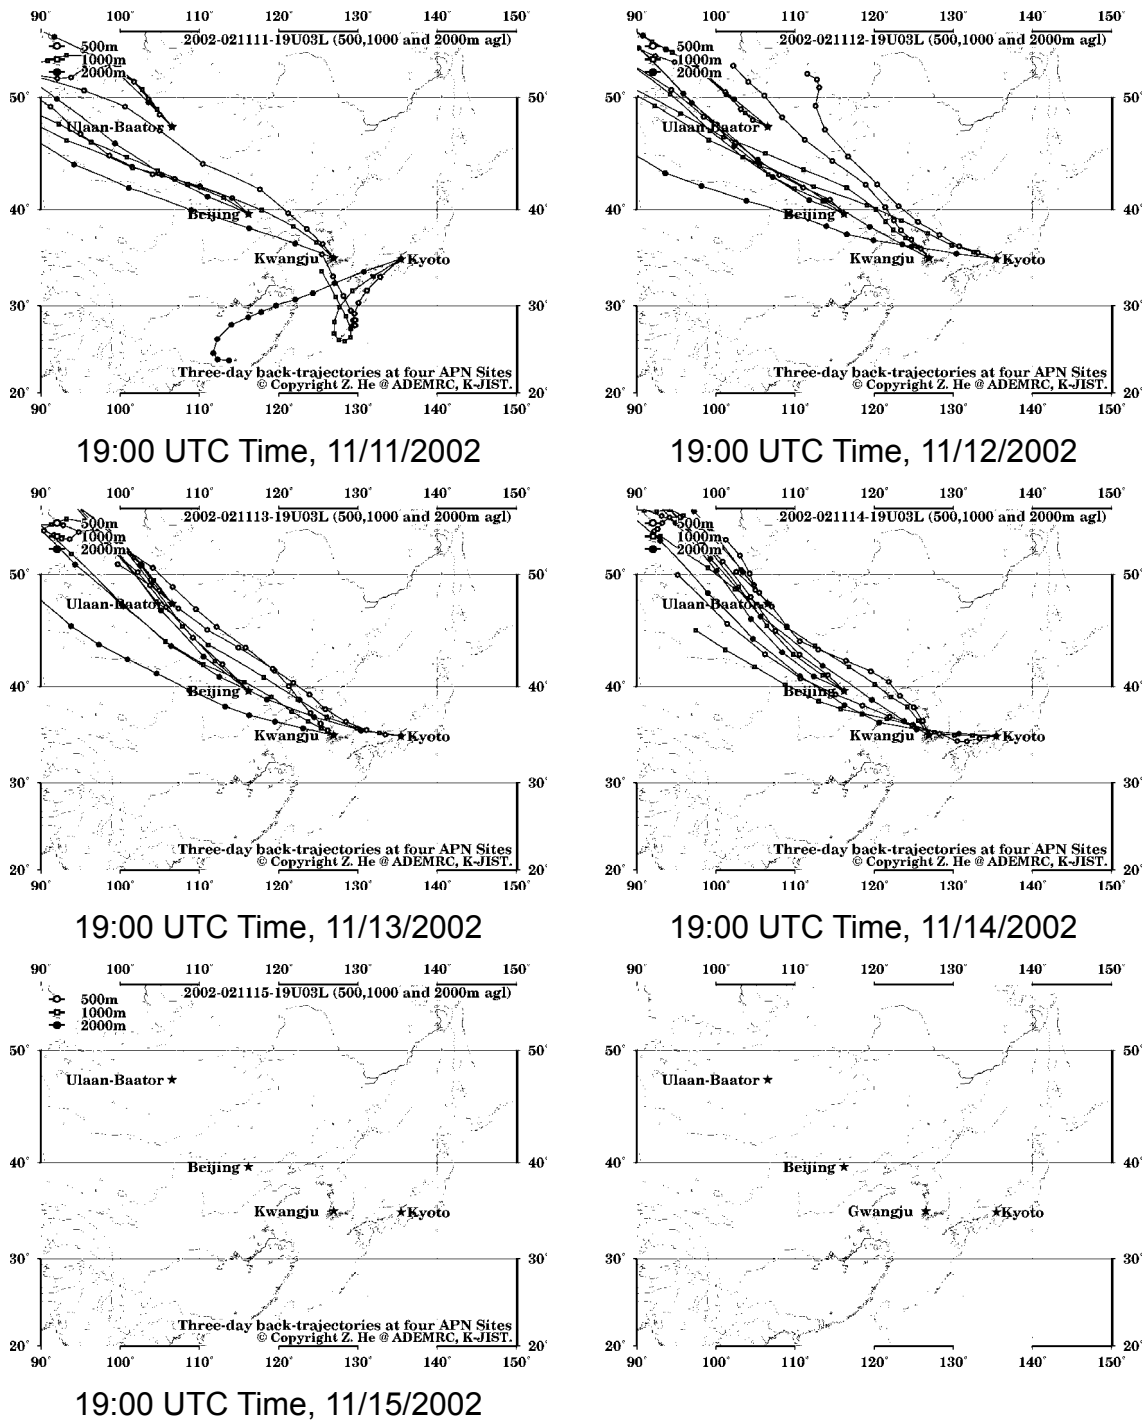 90° 100° 110° 120° 130° 140° 150°
2002-021111-19U03L (500,1000 and 2000m agl)
500m
1000m
2000m
50° 50°
Ulaan-Baator
40° 40°
Beijing
Kwangju Kyoto
30° 30°
Three-day back-trajectories at four APN Sites
© Copyright Z. He @ ADEMRC, K-JIST.
20° 20°
90° 100° 110° 120° 130° 140° 150°
19:00 UTC Time, 11/11/2002
90° 100° 110° 120° 130° 140° 150°
2002-021112-19U03L (500,1000 and 2000m agl)
500m
1000m
2000m
50° 50°
Ulaan-Baator
40° 40°
Beijing
Kwangju Kyoto
30° 30°
Three-day back-trajectories at four APN Sites
© Copyright Z. He @ ADEMRC, K-JIST.
20° 20°
90° 100° 110° 120° 130° 140° 150°
19:00 UTC Time, 11/12/2002
90° 100° 110° 120° 130° 140° 150°
2002-021113-19U03L (500,1000 and 2000m agl)
500m
1000m
2000m
50° 50°
Ulaan-Baator
40° 40°
Beijing
Kwangju Kyoto
30° 30°
Three-day back-trajectories at four APN Sites
© Copyright Z. He @ ADEMRC, K-JIST.
20° 20°
90° 100° 110° 120° 130° 140° 150°
19:00 UTC Time, 11/13/2002
90° 100° 110° 120° 130° 140° 150°
2002-021114-19U03L (500,1000 and 2000m agl)
500m
1000m
2000m
50° 50°
Ulaan-Baator
40° 40°
Beijing
Kwangju Kyoto
30° 30°
Three-day back-trajectories at four APN Sites
© Copyright Z. He @ ADEMRC, K-JIST.
20° 20°
90° 100° 110° 120° 130° 140° 150°
19:00 UTC Time, 11/14/2002
90° 100° 110° 120° 130° 140° 150°
2002-021115-19U03L (500,1000 and 2000m agl)
500m
1000m
2000m
50° 50°
Ulaan-Baator
40° 40°
Beijing
Kwangju Kyoto
30° 30°
Three-day back-trajectories at four APN Sites
© Copyright Z. He @ ADEMRC, K-JIST.
20° 20°
90° 100° 110° 120° 130° 140° 150°
19:00 UTC Time, 11/15/2002
90° 100° 110° 120° 130° 140° 150°
50° 50°
Ulaan-Baator
40° 40°
Beijing
Gwangju Kyoto
30° 30°
20° 20°
90° 100° 110° 120° 130° 140° 150°